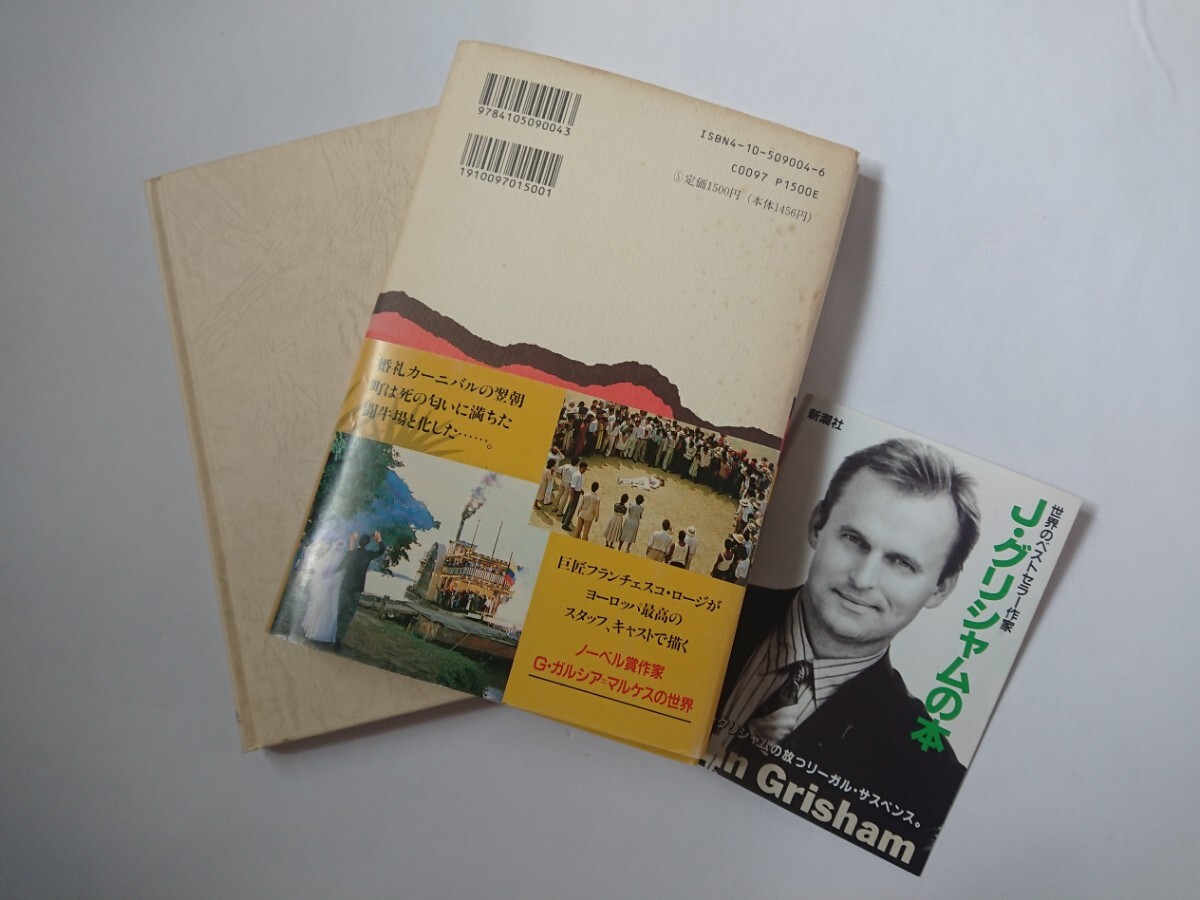 9784105090043
1910097015001
ISBN4-10-509004-6
C0097 P1500E
定価1500円(本体1456円)
婚礼カーニバルの翌朝
町は死の匂いに満ちた
闘牛場と化した……。
巨匠フランチェスコ・ロージが
ヨーロッパ最高の
スタッフ、キャストで描く
ノーベル賞作家
G・ガルシア=マルケスの世界
新潮社
世界のベストセラー作家
J・グリシャムの本
グリシャムの放つリーガル・サスペンス。
n Grisham